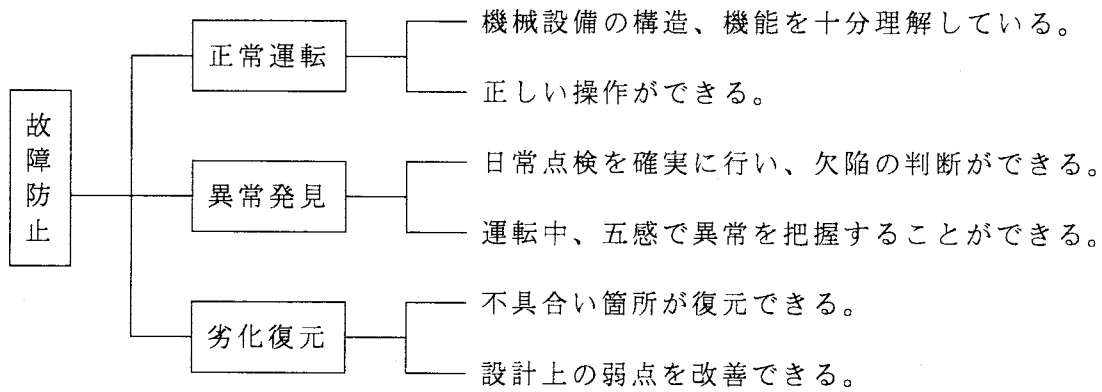 故障防止
正常運転
機械設備の構造、機能を十分理解している。
正しい操作ができる。
異常発見
日常点検を確実に行い、欠陥の判断ができる。
運転中、五感で異常を把握することができる。
劣化復元
不具合い箇所が復元できる。
設計上の弱点を改善できる。